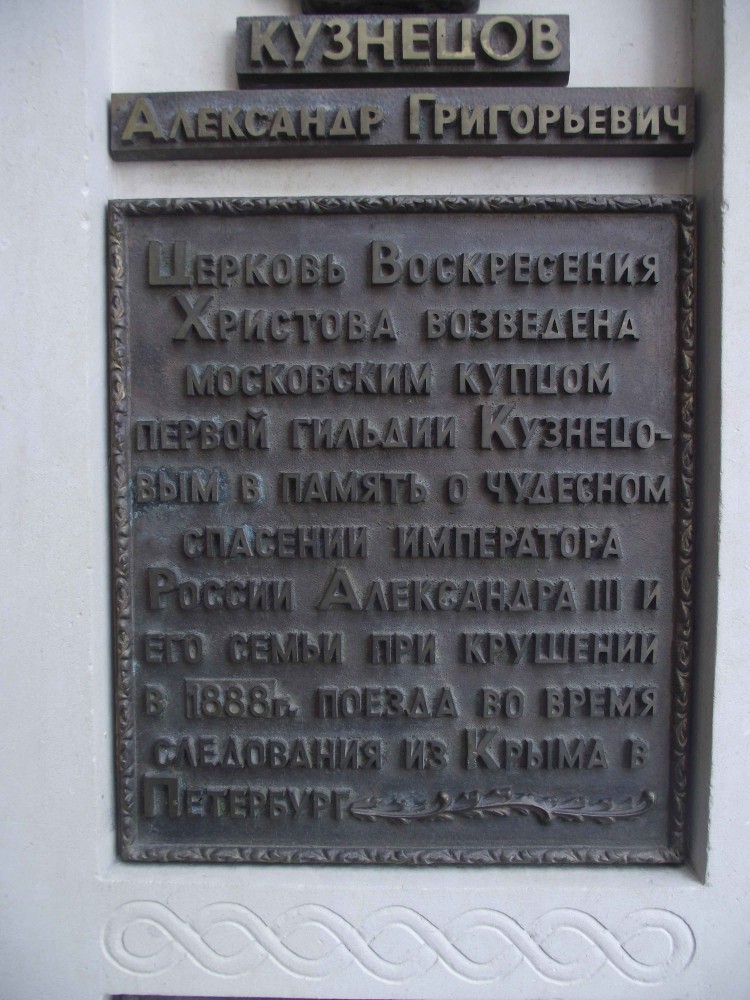 КУЗНЕЦОВ
АЛЕКСАНДР ГРИГОРЬЕВИЧ
ЦЕРКОВЬ ВОСКРЕСЕНИЯ
ХРИСТОВА ВОЗВЕДЕНА
МОСКОВСКИМ КУПЦОМ
ПЕРВОЙ ГИЛЬДИИ КУЗНЕЦО-
ВЫМ В ПАМЯТЬ О ЧУДЕСНОМ
СПАСЕНИИ ИМПЕРАТОРА
РОССИИ АЛЕКСАНДРА III И
ЕГО СЕМЬИ ПРИ КРУШЕНИИ
В 1888г. ПОЕЗДА ВО ВРЕМЯ
СЛЕДОВАНИЯ ИЗ КРЫМА В
ПЕТЕРБУРГ